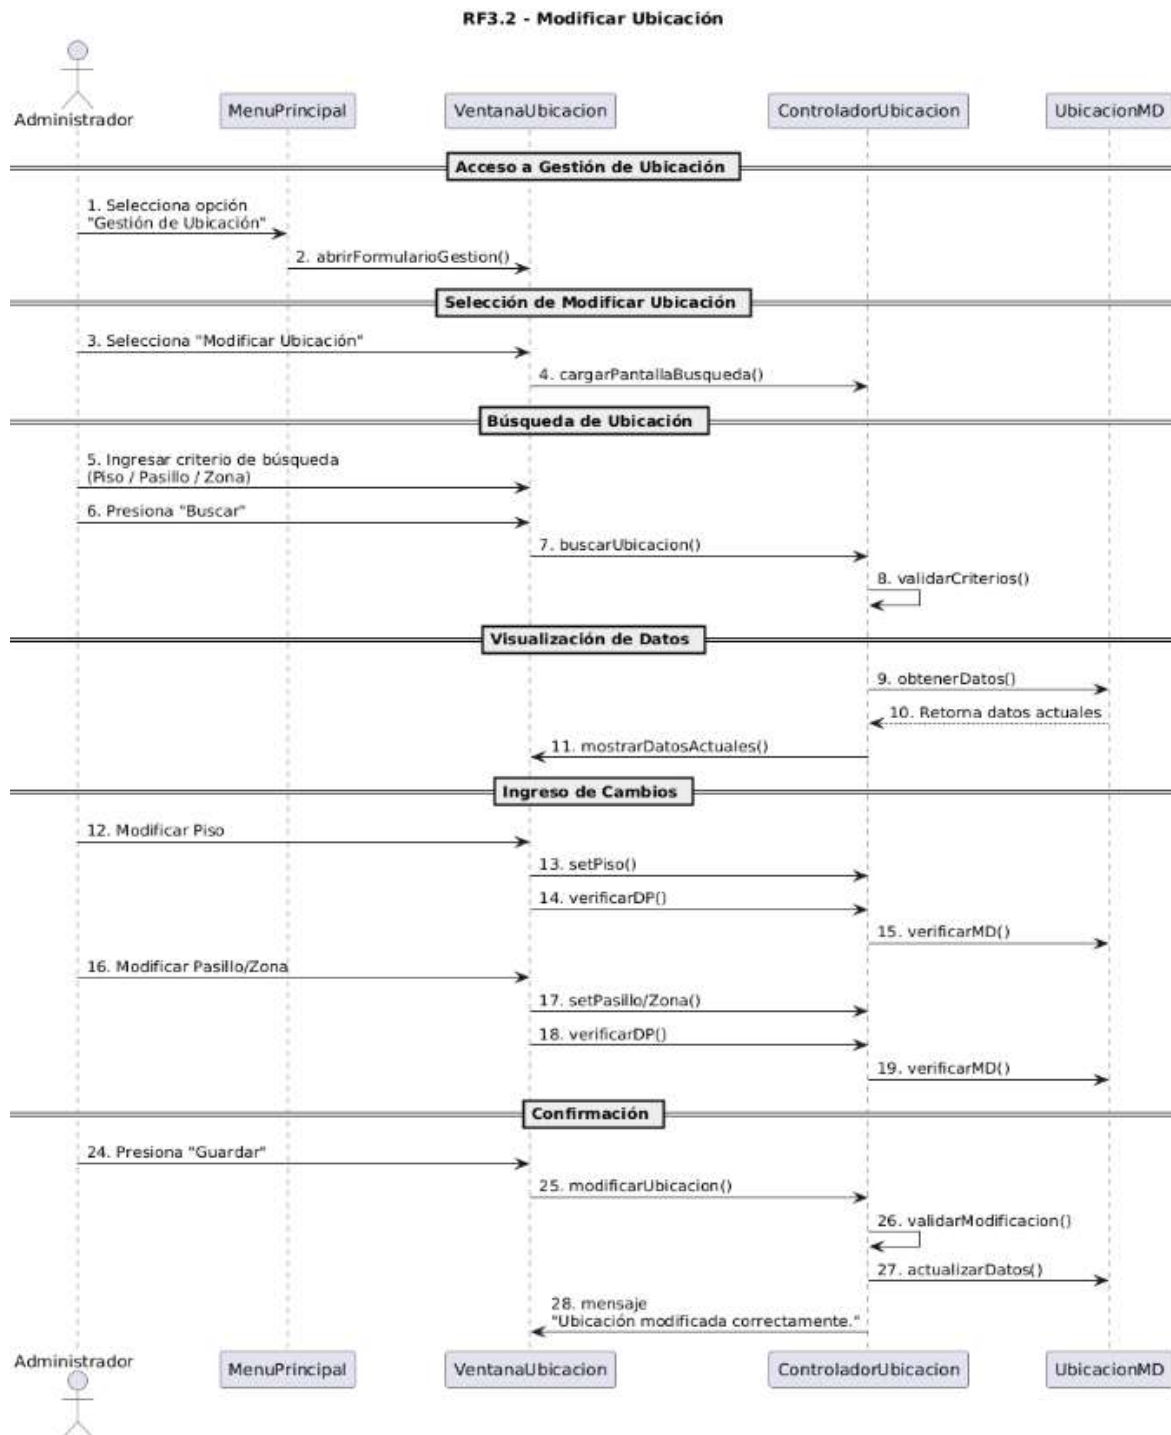 RF3.2 - Modificar Ubicación
Administrador
MenuPrincipal
VentanaUbicacion
ControladorUbicacion
UbicacionMD
Acceso a Gestión de Ubicación
1. Selecciona opción
"Gestión de Ubicación"
2. abrirFormularioGestion()
Selección de Modificar Ubicación
3. Selecciona "Modificar Ubicación"
4. cargarPantallaBusqueda()
Búsqueda de Ubicación
5. Ingresar criterio de búsqueda
(Piso / Pasillo / Zona)
6. Presiona "Buscar"
7. buscarUbicacion()
8. validarCriterios()
Visualización de Datos
9. obtenerDatos()
10. Retorna datos actuales
11. mostrarDatosActuales()
Ingreso de Cambios
12. Modificar Piso
13. setPiso()
14. verificarDP()
15. verificarMD()
16. Modificar Pasillo/Zona
17. setPasillo/Zona()
18. verificarDP()
19. verificarMD()
Confirmación
24. Presiona "Guardar"
25. modificarUbicacion()
26. validarModificacion()
27. actualizarDatos()
28. mensaje
"Ubicación modificada correctamente."
Administrador
MenuPrincipal
VentanaUbicacion
ControladorUbicacion
UbicacionMD